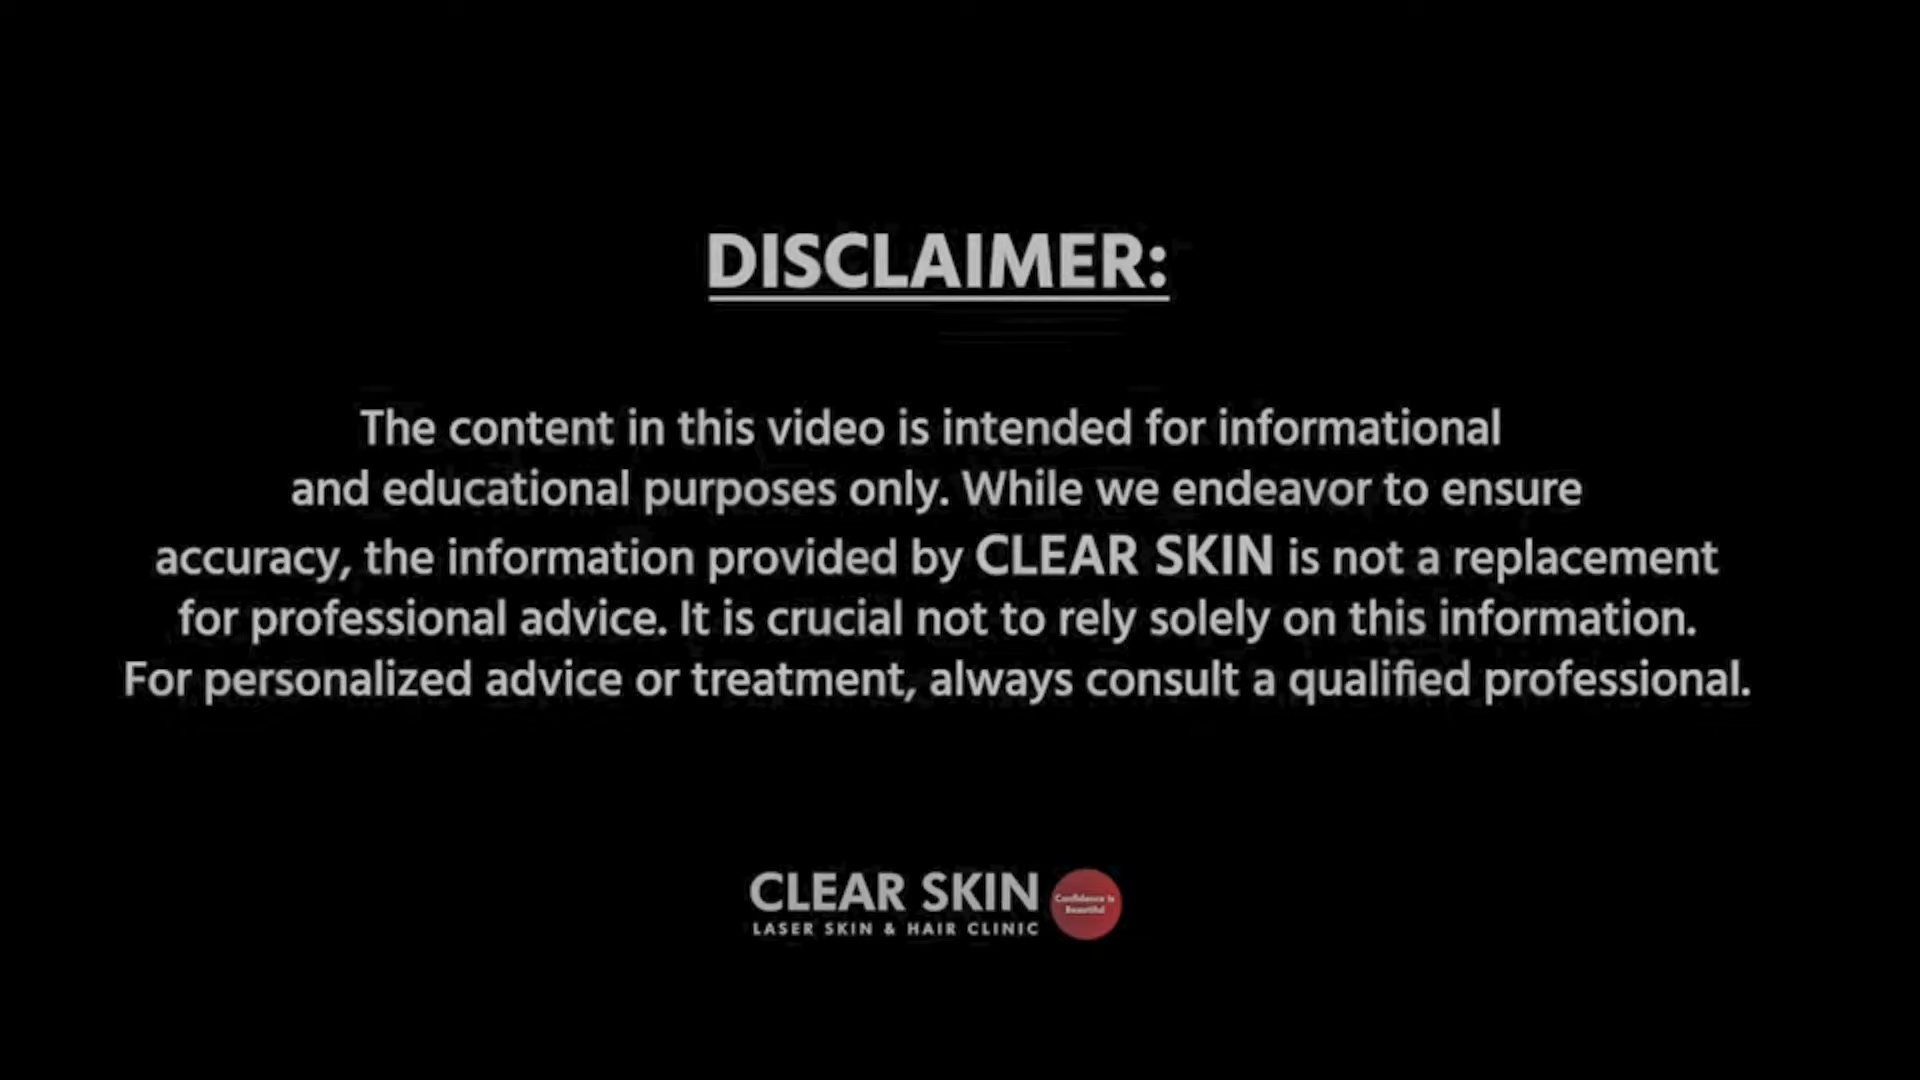 DISCLAIMER:
The content in this video is intended for informational
and educational purposes only. While we endeavor to ensure
accuracy, the information provided by CLEAR SKIN is not a replacement
for professional advice. It is crucial not to rely solely on this information.
For personalized advice or treatment, always consult a qualified professional.
CLEAR SKIN
LASER SKIN & HAIR CLINIC
Confidence is
Beautiful